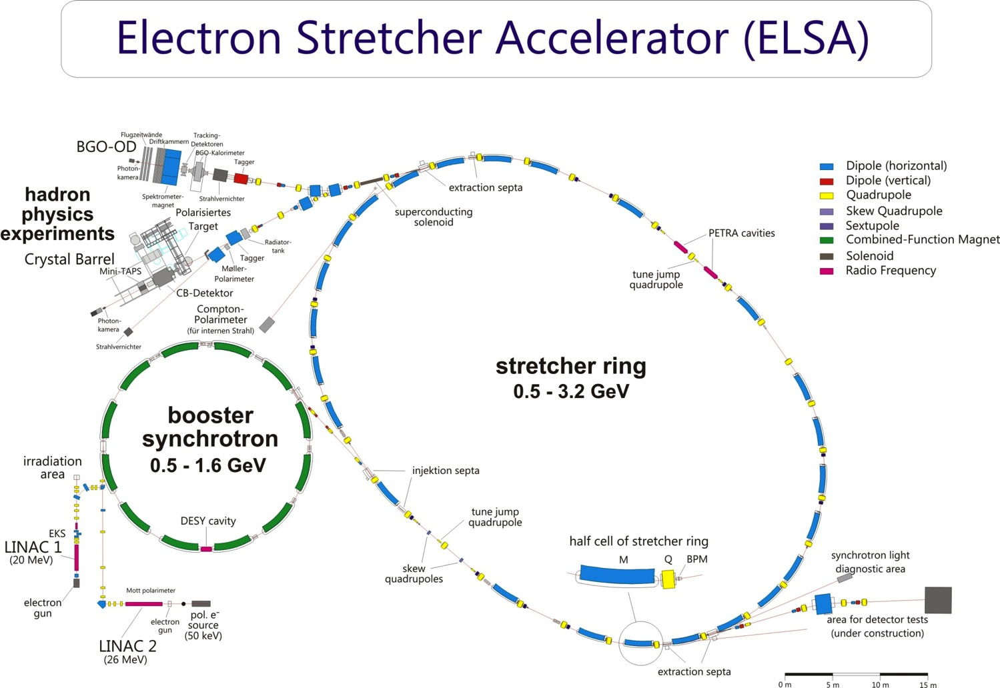 Electron Stretcher Accelerator (ELSA)
BGO-OD
Flugzeitwände
Driftkammern
Tracking-
Detektoren
BGO-Kalorimeter
Tagger
Photon-
kamera
Spektrometer-
magnet
Strahlvernichter
hadron
physics
experiments
Polarisiertes
Target
Crystal Barrel
Mini-TAPS
CB-Detektor
Photon-
kamera
Strahlvernichter
Radiator-
tank
Tagger
Møller-
Polarimeter
Compton-
Polarimeter
(für internen Strahl)
extraction septa
superconducting
solenoid
PETRA cavities
tune jump
quadrupole
Dipole (horizontal)
Dipole (vertical)
Quadrupole
Skew Quadrupole
Sextupole
Combined-Function Magnet
Solenoid
Radio Frequency
stretcher ring
0.5 - 3.2 GeV
booster
synchrotron
0.5 - 1.6 GeV
DESY cavity
irradiation
area
EKS
LINAC 1
(20 MeV)
electron
gun
Mott polarimeter
electron
gun
pol. e⁻
source
(50 keV)
LINAC 2
(26 MeV)
injektion septa
tune jump
quadrupole
skew
quadrupoles
half cell of stretcher ring
M
Q
BPM
synchrotron light
diagnostic area
area for detector tests
(under construction)
extraction septa
0 m
5 m
10 m
15 m